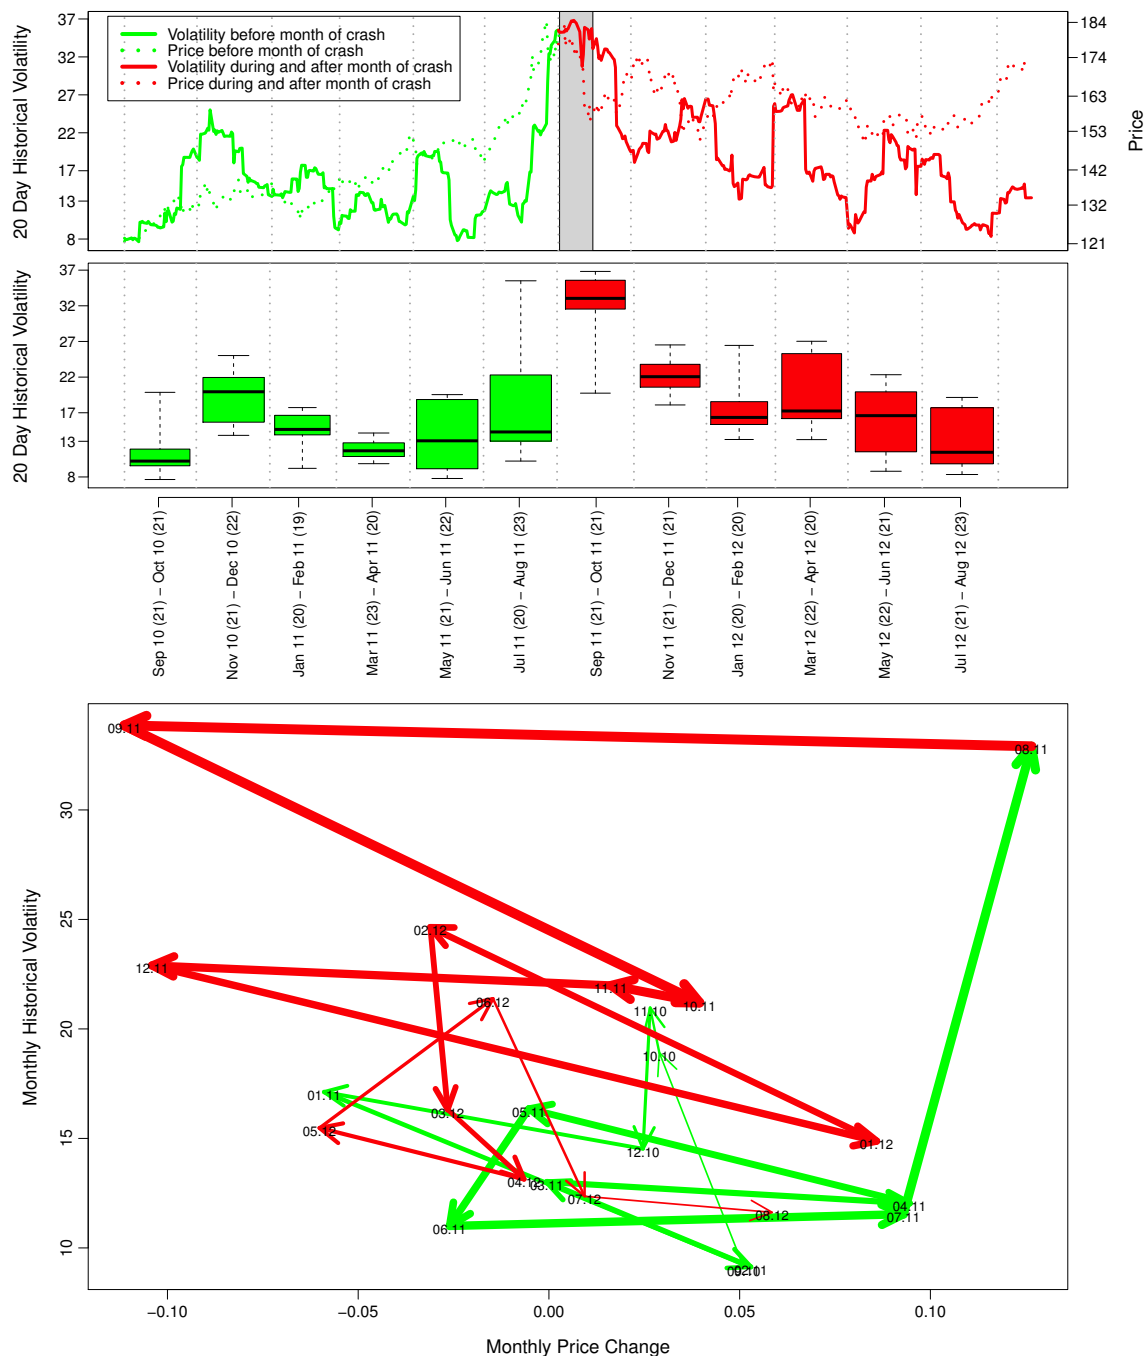 20 Day Historical Volatility
37
32
27
22
17
13
8
Volatility before month of crash
Price before month of crash
Volatility during and after month of crash
Price during and after month of crash
184
174
163
153
142
132
121
Price
20 Day Historical Volatility
37
32
27
22
17
13
8
Sep 10 (21) − Oct 10 (21)
Nov 10 (21) − Dec 10 (22)
Jan 11 (20) − Feb 11 (19)
Mar 11 (23) − Apr 11 (20)
May 11 (21) − Jun 11 (22)
Jul 11 (20) − Aug 11 (23)
Sep 11 (21) − Oct 11 (21)
Nov 11 (21) − Dec 11 (21)
Jan 12 (20) − Feb 12 (20)
Mar 12 (22) − Apr 12 (20)
May 12 (22) − Jun 12 (21)
Jul 12 (21) − Aug 12 (23)
Monthly Historical Volatility
30
25
20
15
10
09.11
08.11
02.12
12.11
11.11
10.11
06.12
11.10
10.10
01.11
03.12
05.11
05.12
12.10
01.12
04.12
03.11
07.12
04.11
07.11
08.12
06.11
09.10
02.11
−0.10
−0.05
0.00
0.05
0.10
Monthly Price Change